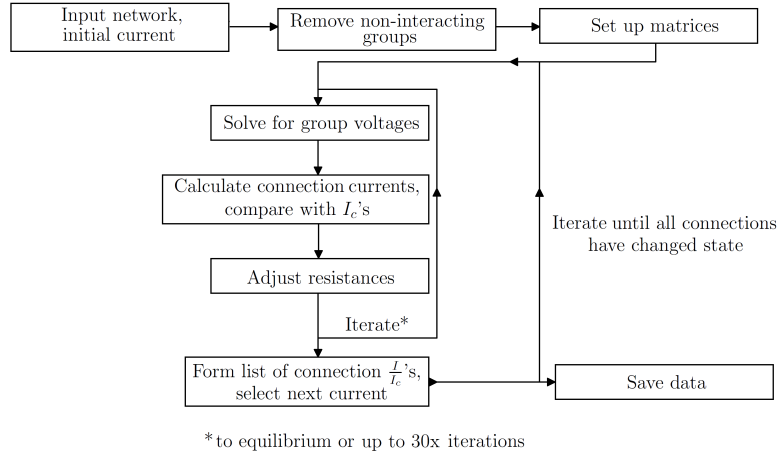 Input network,
initial current
Remove non-interacting
groups
Set up matrices
Solve for group voltages
Calculate connection currents,
compare with I_c's
Iterate until all connections
have changed state
Adjust resistances
Iterate*
Form list of connection I/I_c's,
select next current
Save data
*to equilibrium or up to 30x iterations